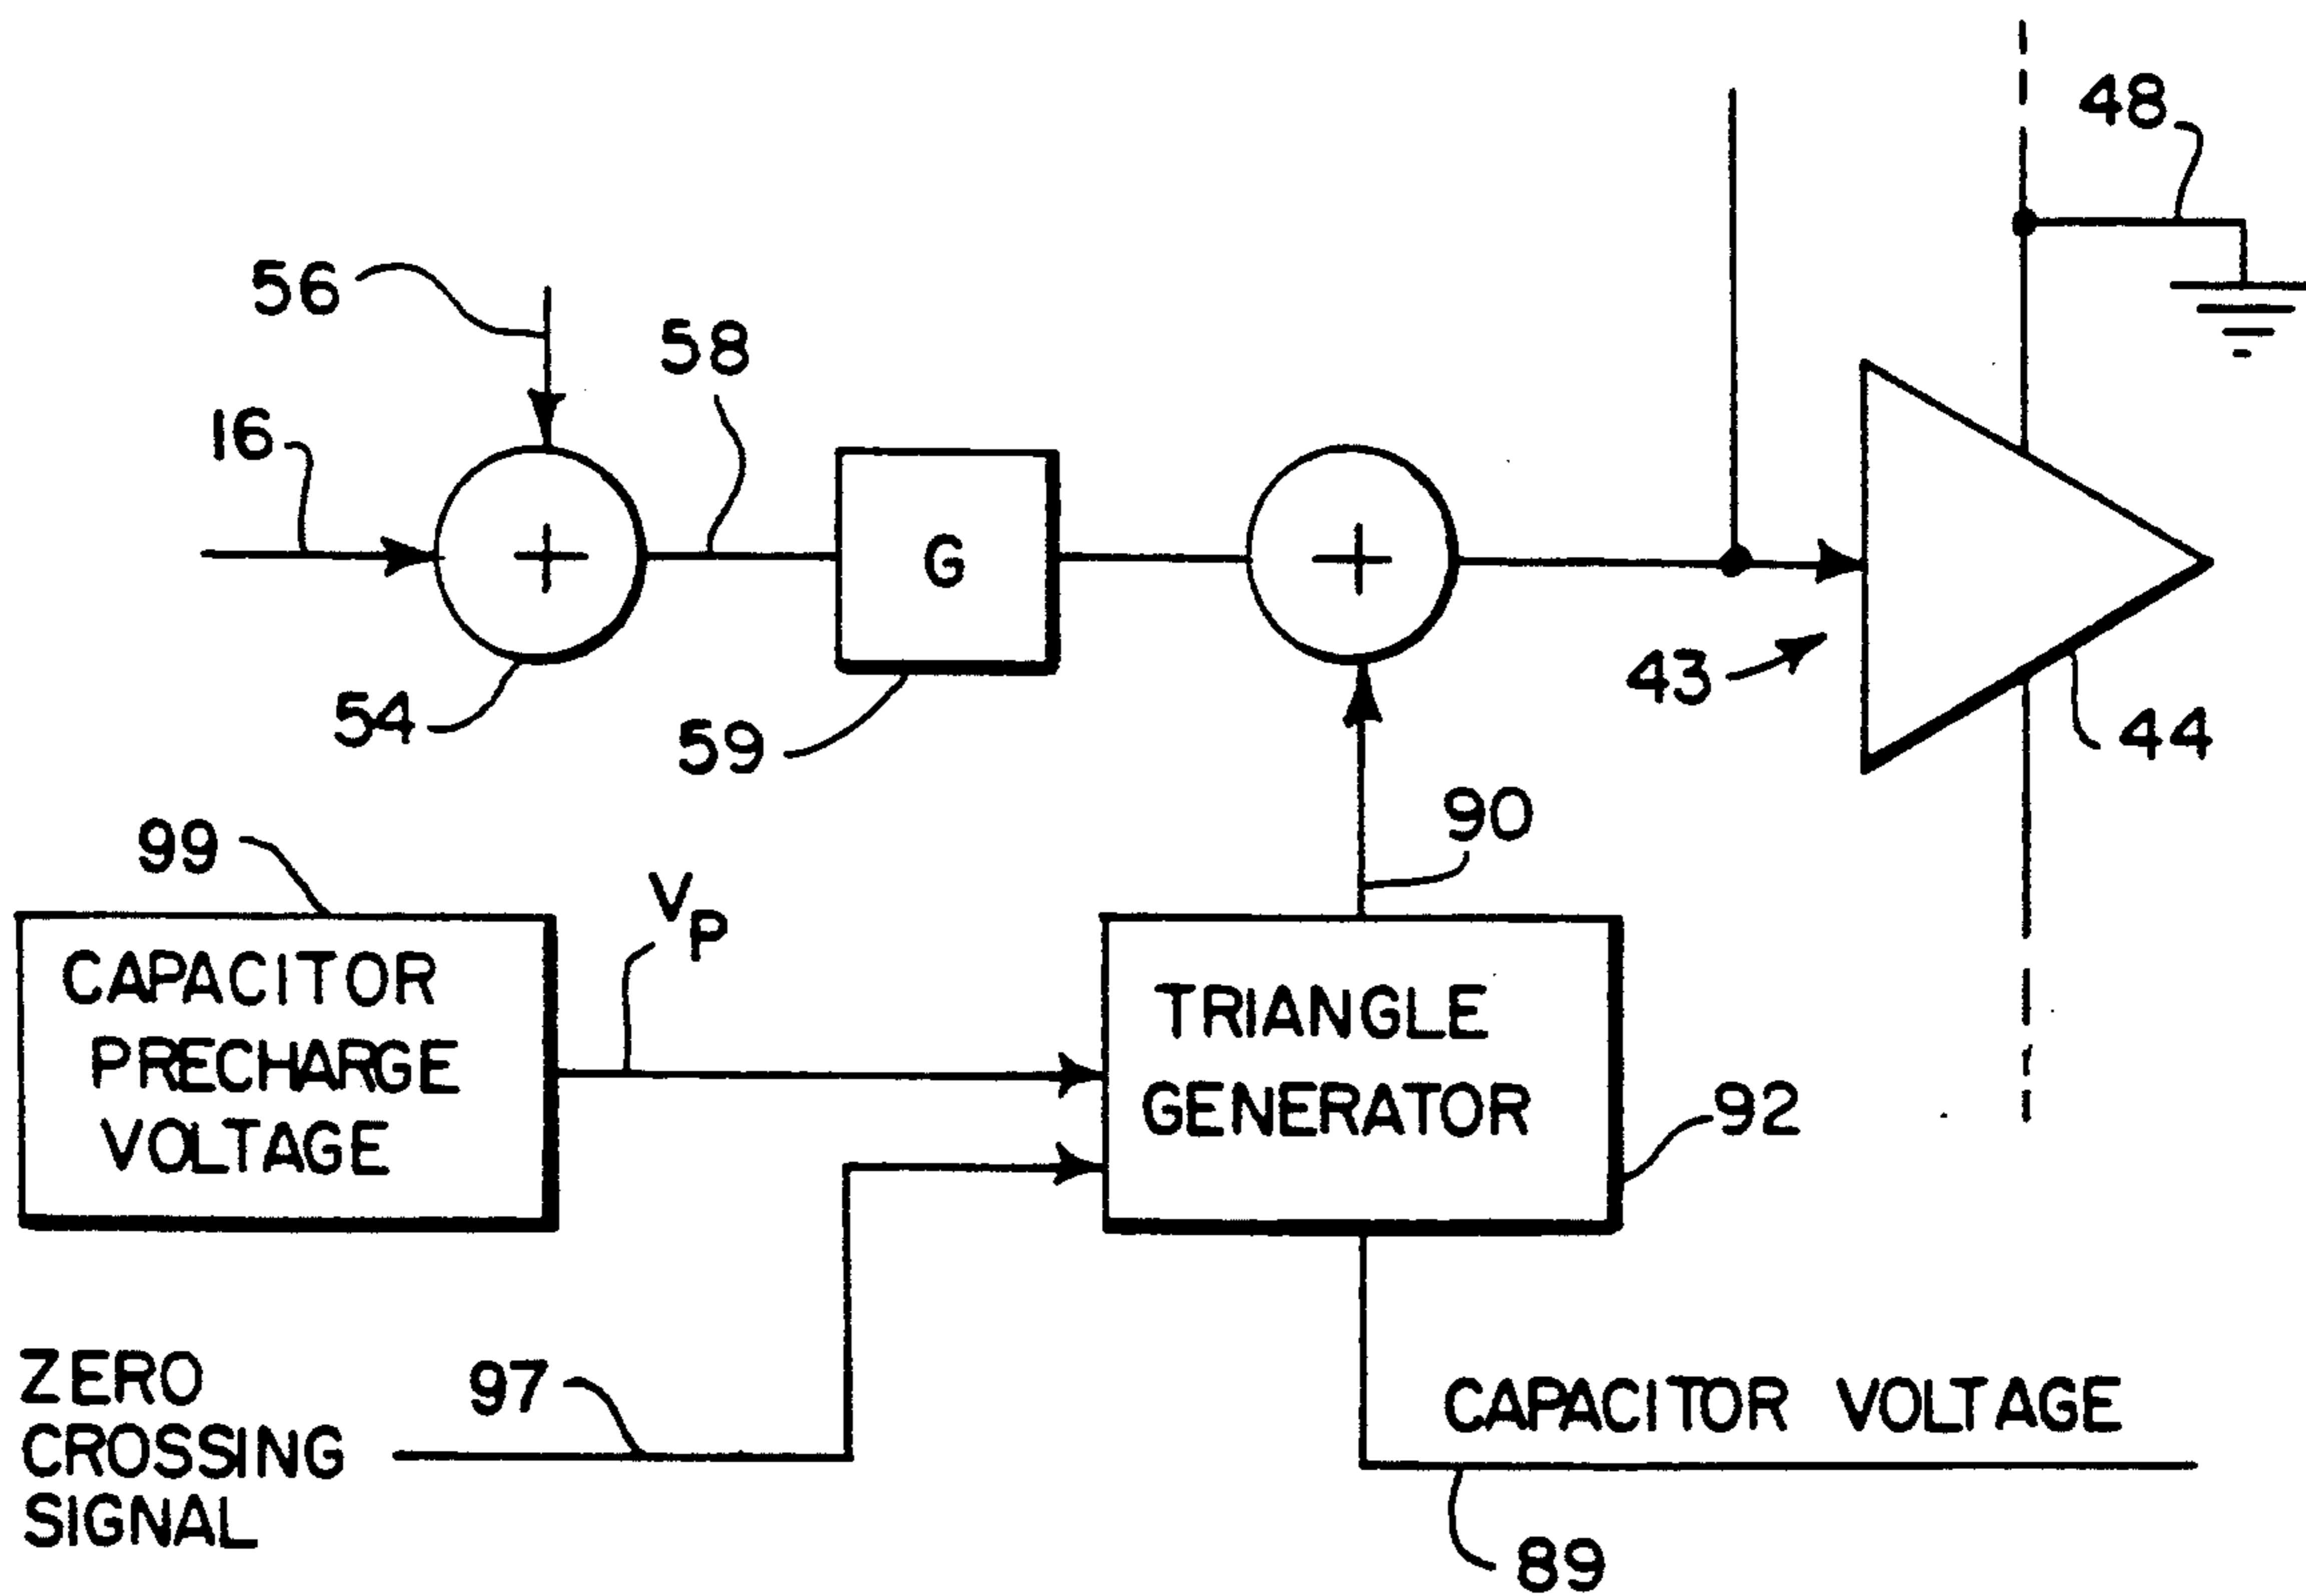 48
56
58
16
G
43
54
59
44
90
99
VP
CAPACITOR
PRECHARGE
VOLTAGE
TRIANGLE
GENERATOR
92
ZERO
CROSSING
SIGNAL
97
CAPACITOR VOLTAGE
89